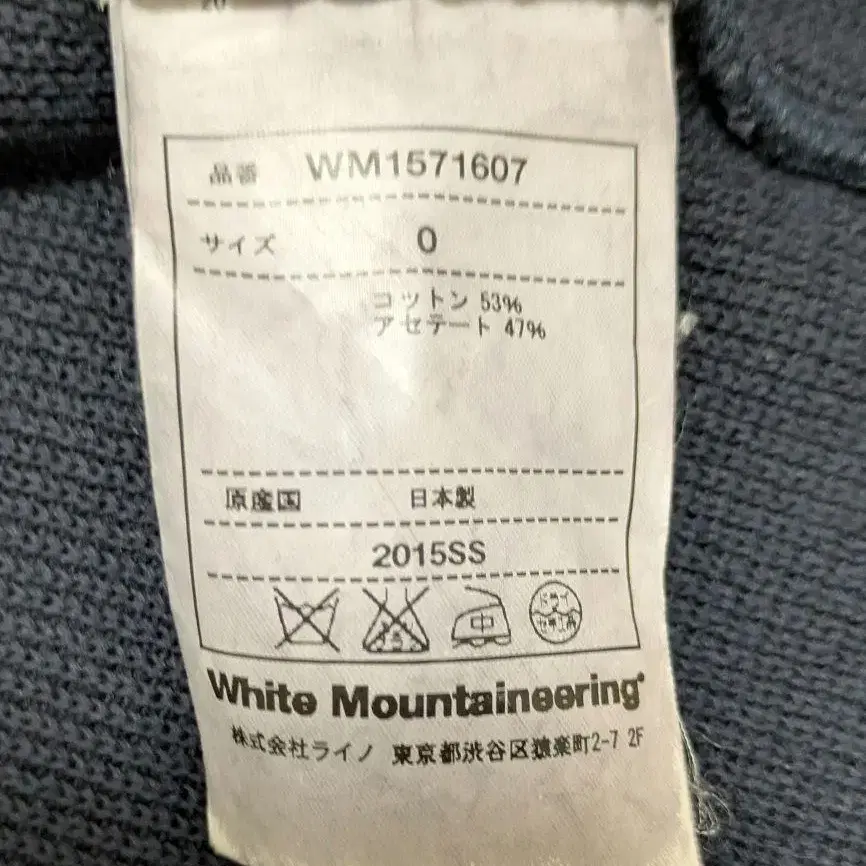 品番 WM1571607
サイズ 0
コットン 53%
アセテート 47%
原産国 日本製
2015SS
中
White Mountaineering
株式会社ライノ 東京都渋谷区猿楽町2-7 2F